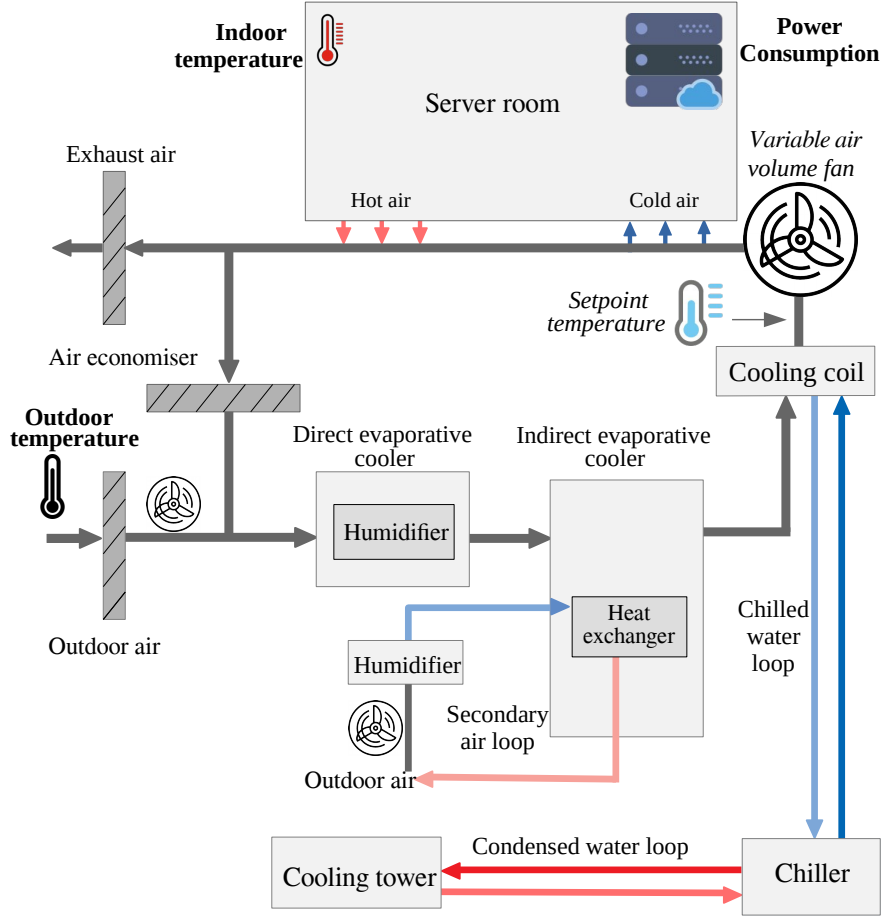 Indoor
temperature
Power
Consumption
Server room
Exhaust air
Variable air
volume fan
Hot air
Cold air
Setpoint
temperature
Air economiser
Cooling coil
Outdoor
temperature
Direct evaporative
cooler
Indirect evaporative
cooler
Humidifier
Heat
exchanger
Chilled
water
loop
Outdoor air
Humidifier
Secondary
air loop
Outdoor air
Condensed water loop
Cooling tower
Chiller